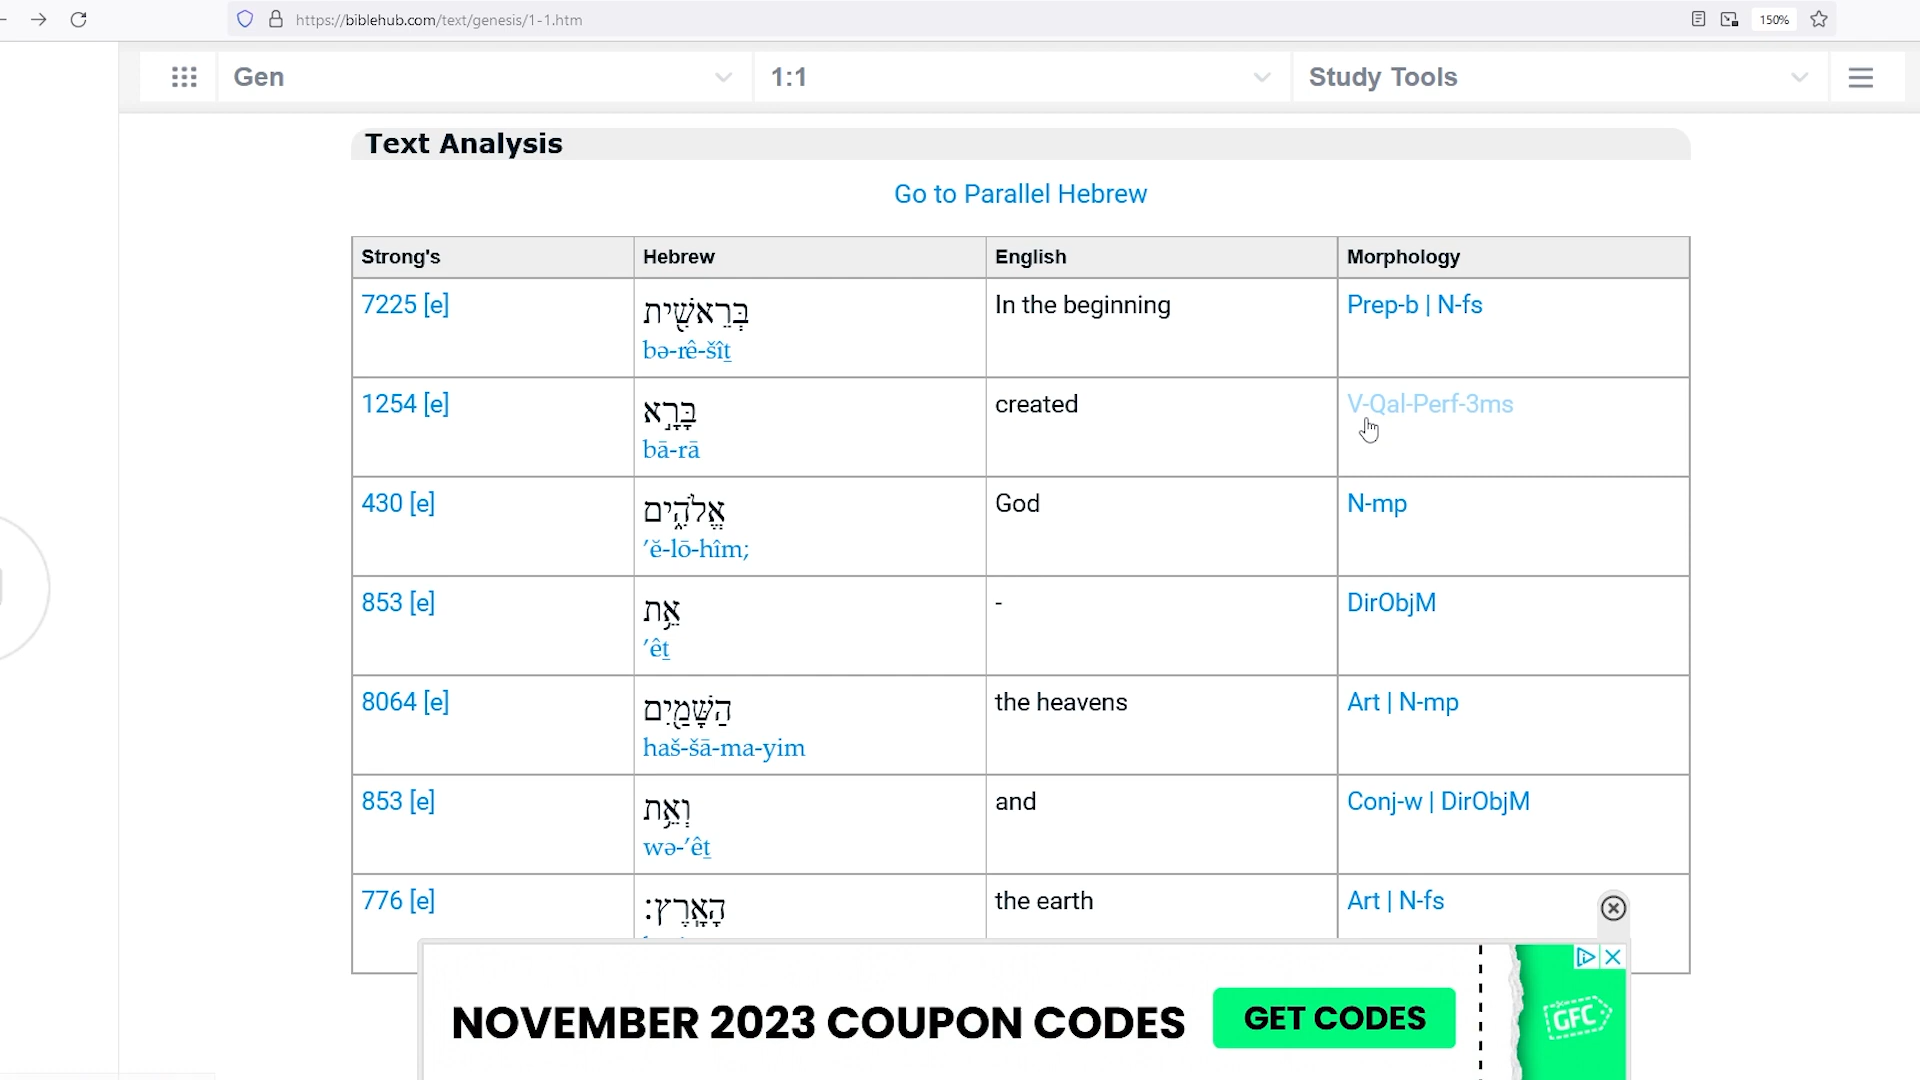 https://biblehub.com/text/genesis/1-1.htm
150%
Gen
1:1
Study Tools
Text Analysis
Go to Parallel Hebrew
Strong's Hebrew English Morphology
7225 [e] בְּרֵאשִׁ֖ית In the beginning Prep-b | N-fs
bə-rê-šîṯ
1254 [e] בָּרָ֣א created V-Qal-Perf-3ms
bā-rā
430 [e] אֱלֹהִ֑ים God N-mp
’ĕ-lō-hîm;
853 [e] אֵ֥ת - DirObjM
’êṯ
8064 [e] הַשָּׁמַ֖יִם the heavens Art | N-mp
haš-šā-ma-yim
853 [e] וְאֵ֥ת and Conj-w | DirObjM
wə-’êṯ
776 [e] הָאָֽרֶץ׃ the earth Art | N-fs
NOVEMBER 2023 COUPON CODES
GET CODES
GFC